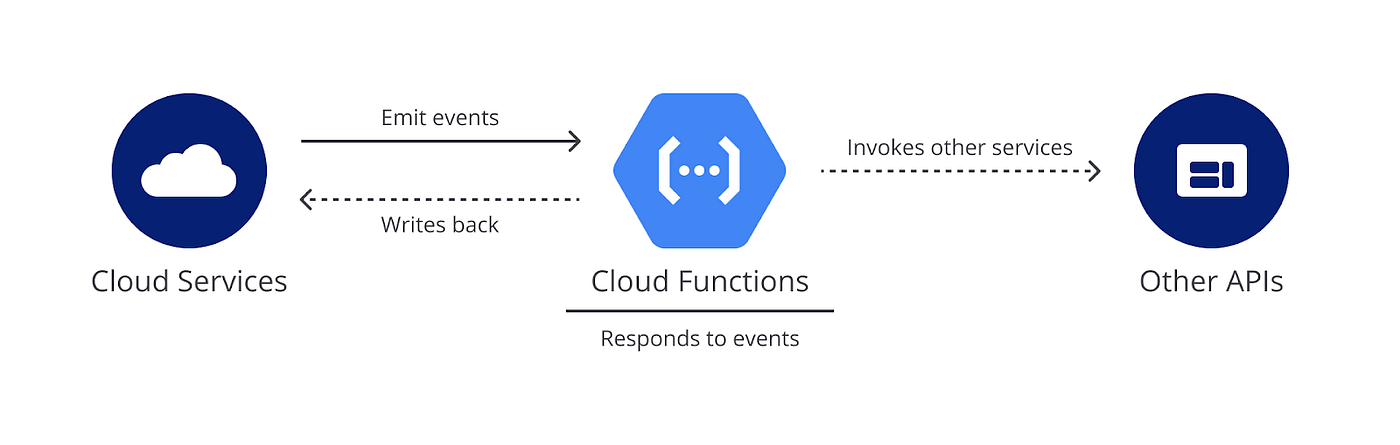 Emit events
Invokes other services
Writes back
Cloud Services
Cloud Functions
Other APIs
Responds to events